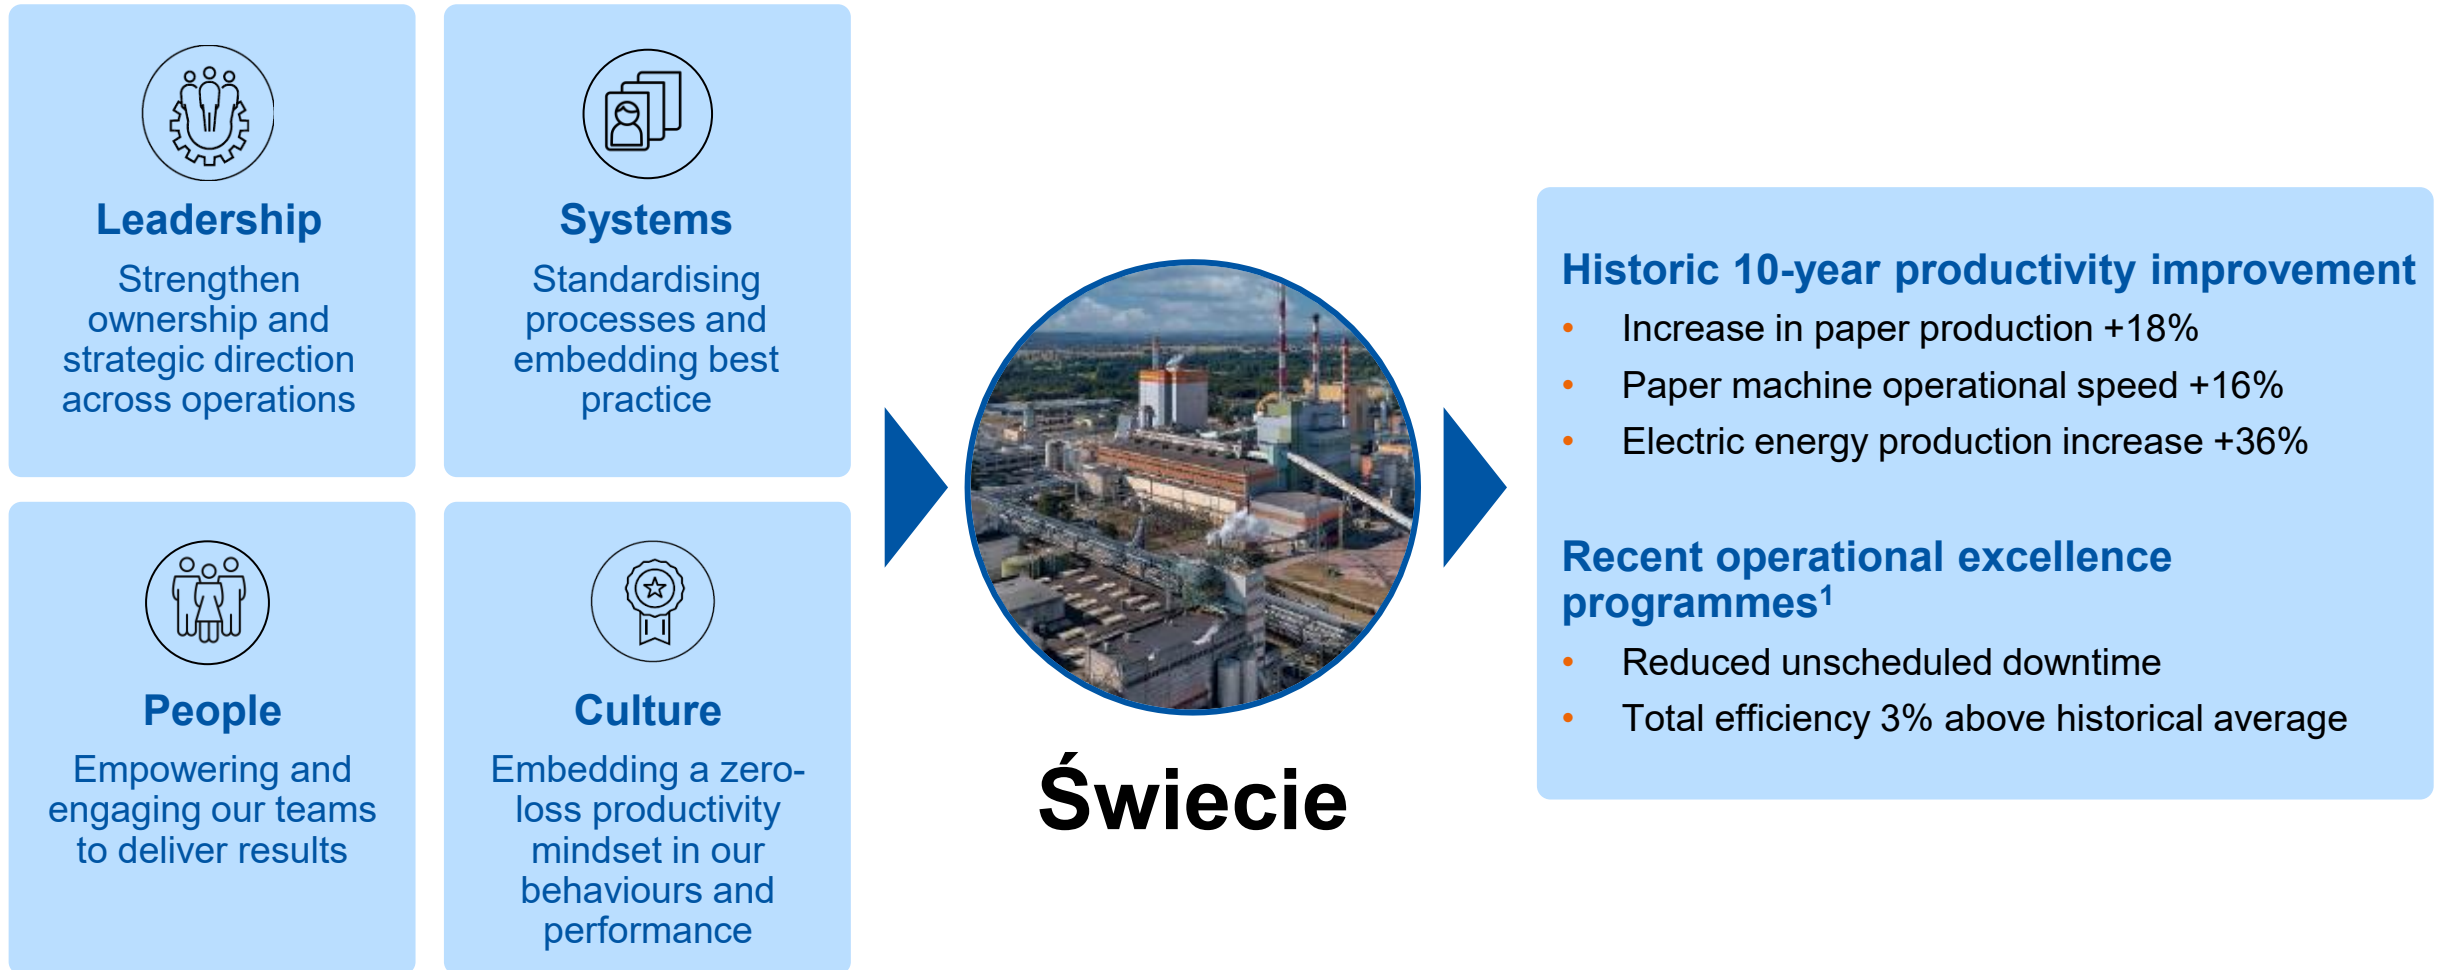 Leadership
Strengthen
ownership and
strategic direction
across operations
Systems
Standardising
processes and
embedding best
practice
People
Empowering and
engaging our teams
to deliver results
Culture
Embedding a zero-
loss productivity
mindset in our
behaviours and
performance
Świecie
Historic 10-year productivity improvement
• Increase in paper production +18%
• Paper machine operational speed +16%
• Electric energy production increase +36%
Recent operational excellence
programmes¹
• Reduced unscheduled downtime
• Total efficiency 3% above historical average